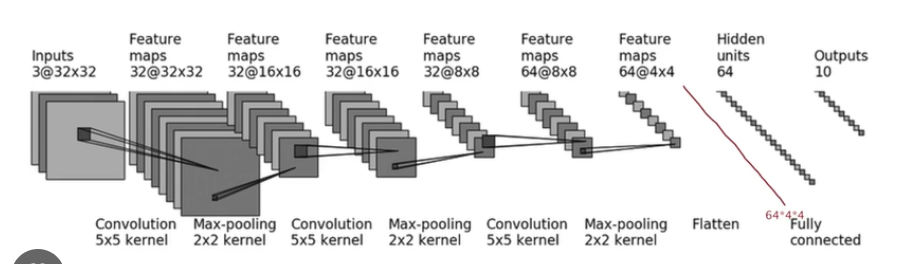 Inputs
3@32x32
Feature
maps
32@32x32
Feature
maps
32@16x16
Feature
maps
32@16x16
Feature
maps
32@8x8
Feature
maps
64@8x8
Feature
maps
64@4x4
Hidden
units
64
Outputs
10
Convolution
5x5 kernel
Max-pooling
2x2 kernel
Convolution
5x5 kernel
Max-pooling
2x2 kernel
Convolution
5x5 kernel
Max-pooling
2x2 kernel
Flatten
64*4*4
Fully
connected